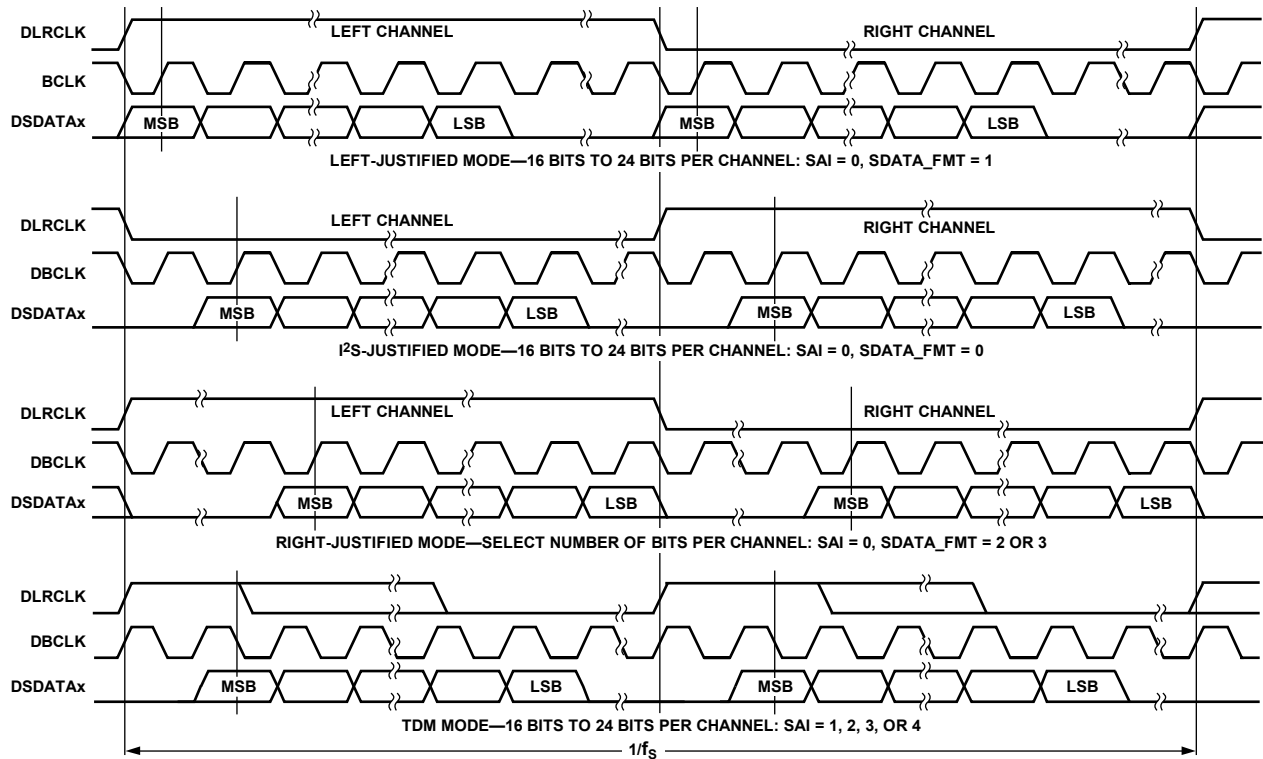 DLRCLK LEFT CHANNEL RIGHT CHANNEL
BCLK
DSDATAx MSB LSB MSB LSB
LEFT-JUSTIFIED MODE—16 BITS TO 24 BITS PER CHANNEL: SAI = 0, SDATA_FMT = 1
DLRCLK LEFT CHANNEL RIGHT CHANNEL
DBCLK
DSDATAx MSB LSB MSB LSB
I²S-JUSTIFIED MODE—16 BITS TO 24 BITS PER CHANNEL: SAI = 0, SDATA_FMT = 0
DLRCLK LEFT CHANNEL RIGHT CHANNEL
DBCLK
DSDATAx MSB LSB MSB LSB
RIGHT-JUSTIFIED MODE—SELECT NUMBER OF BITS PER CHANNEL: SAI = 0, SDATA_FMT = 2 OR 3
DLRCLK
DBCLK
DSDATAx MSB LSB MSB LSB
TDM MODE—16 BITS TO 24 BITS PER CHANNEL: SAI = 1, 2, 3, OR 4
1/fS